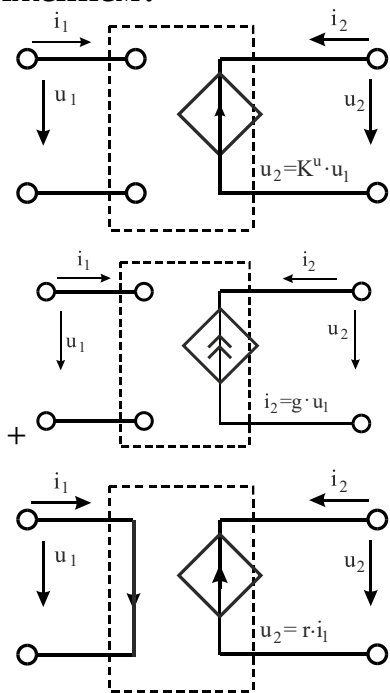 i₁
i₂
u₁
u₂
u₂=Kᵘ·u₁
i₁
i₂
u₁
u₂
i₂=g·u₁
+
i₁
i₂
u₁
u₂
u₂= r·i₁